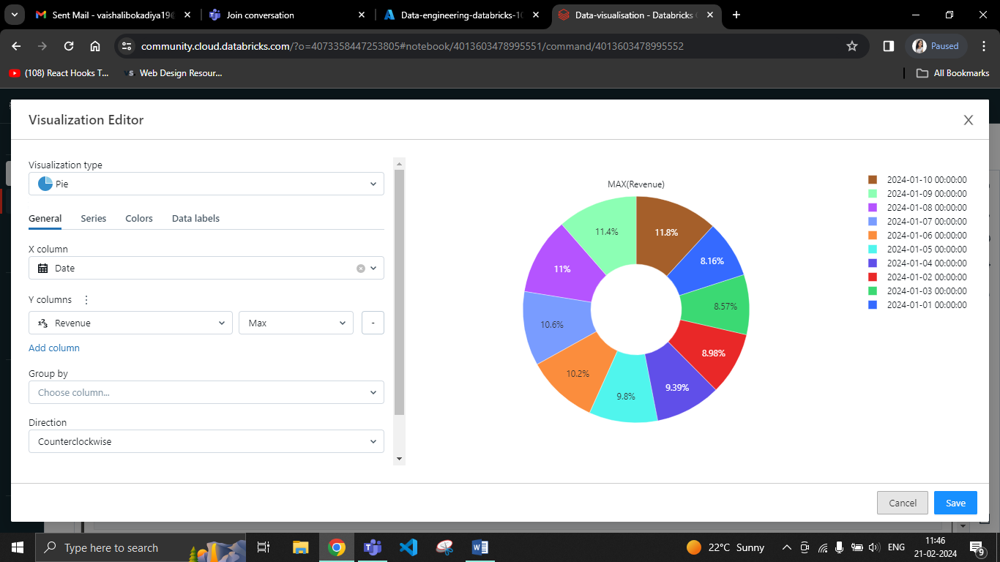 Sent Mail - vaishalibokadiya19@
Join conversation
Data-engineering-databricks-10
Data-visualisation - Databricks C
community.cloud.databricks.com/?o=4073358447253805#notebook/4013603478995551/command/4013603478995552
Paused
(108) React Hooks T...
VS
Web Design Resour...
All Bookmarks
Visualization Editor
Visualization type
Pie
General Series Colors Data labels
X column
Date
Y columns
Revenue
Max
-
Add column
Group by
Choose column...
Direction
Counterclockwise
MAX(Revenue)
11.8%
8.16%
8.57%
8.98%
9.39%
9.8%
10.2%
10.6%
11%
11.4%
2024-01-10 00:00:00
2024-01-09 00:00:00
2024-01-08 00:00:00
2024-01-07 00:00:00
2024-01-06 00:00:00
2024-01-05 00:00:00
2024-01-04 00:00:00
2024-01-02 00:00:00
2024-01-03 00:00:00
2024-01-01 00:00:00
Cancel
Save
Type here to search
22°C Sunny
ENG
11:46
21-02-2024
9